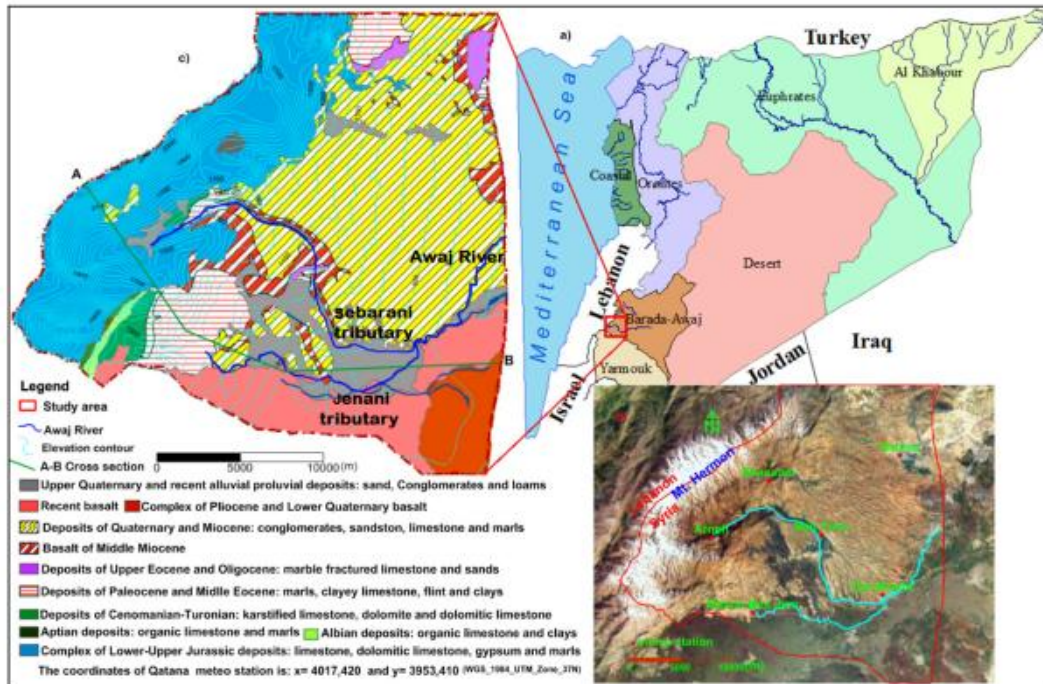 c)
A
B
Awaj River
sebarani
tributary
Jenani
tributary
Legend
Study area
Awaj River
Elevation contour
A-B Cross section
0 5000 10000 (m)
Upper Quaternary and recent alluvial proluvial deposits: sand, Conglomerates and loams
Recent basalt
Complex of Pliocene and Lower Quaternary basalt
Deposits of Quaternary and Miocene: conglomerates, sandston, limestone and marls
Basalt of Middle Miocene
Deposits of Upper Eocene and Oligocene: marble fractured limestone and sands
Deposits of Paleocene and Midlle Eocene: marls, clayey limestone, flint and clays
Deposits of Cenomanian-Turonian: karstified limestone, dolomite and dolomitic limestone
Aptian deposits: organic limestone and marls
Albian deposits: organic limestone and clays
Complex of Lower-Upper Jurassic deposits: limestone, dolomitic limestone, gypsum and marls
The coordinates of Qatana meteo station is: x= 4017,420 and y= 3953,410 (WGS_1984_UTM_Zone_37N)
a)
Turkey
Al Khabour
Euphrates
Mediterranean Sea
Coastal
Orontes
Desert
Lebanon
Barada-Awaj
Yarmouk
Israel
Jordan
Iraq
Mt. Hermon
Lebanon
Syria
Arneh